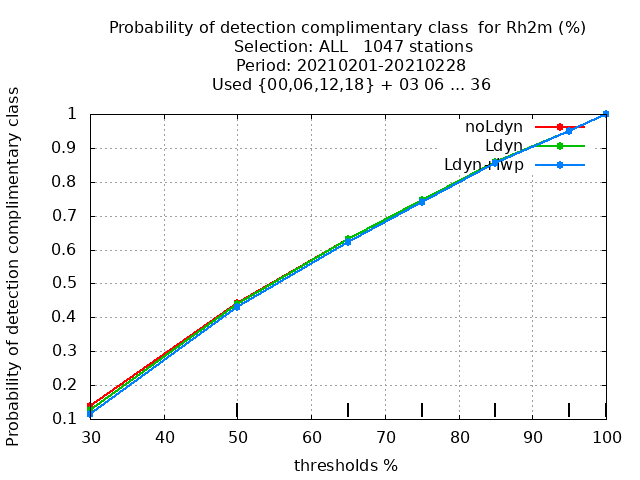 Probability of detection complimentary class  for Rh2m (%)
Selection: ALL   1047 stations
Period: 20210201-20210228
Used {00,06,12,18} + 03 06 ... 36
Probability of detection complimentary class
1
0.9
0.8
0.7
0.6
0.5
0.4
0.3
0.2
0.1
noLdyn
Ldyn
Ldyn+lwp
30 40 50 60 70 80 90 100
thresholds %